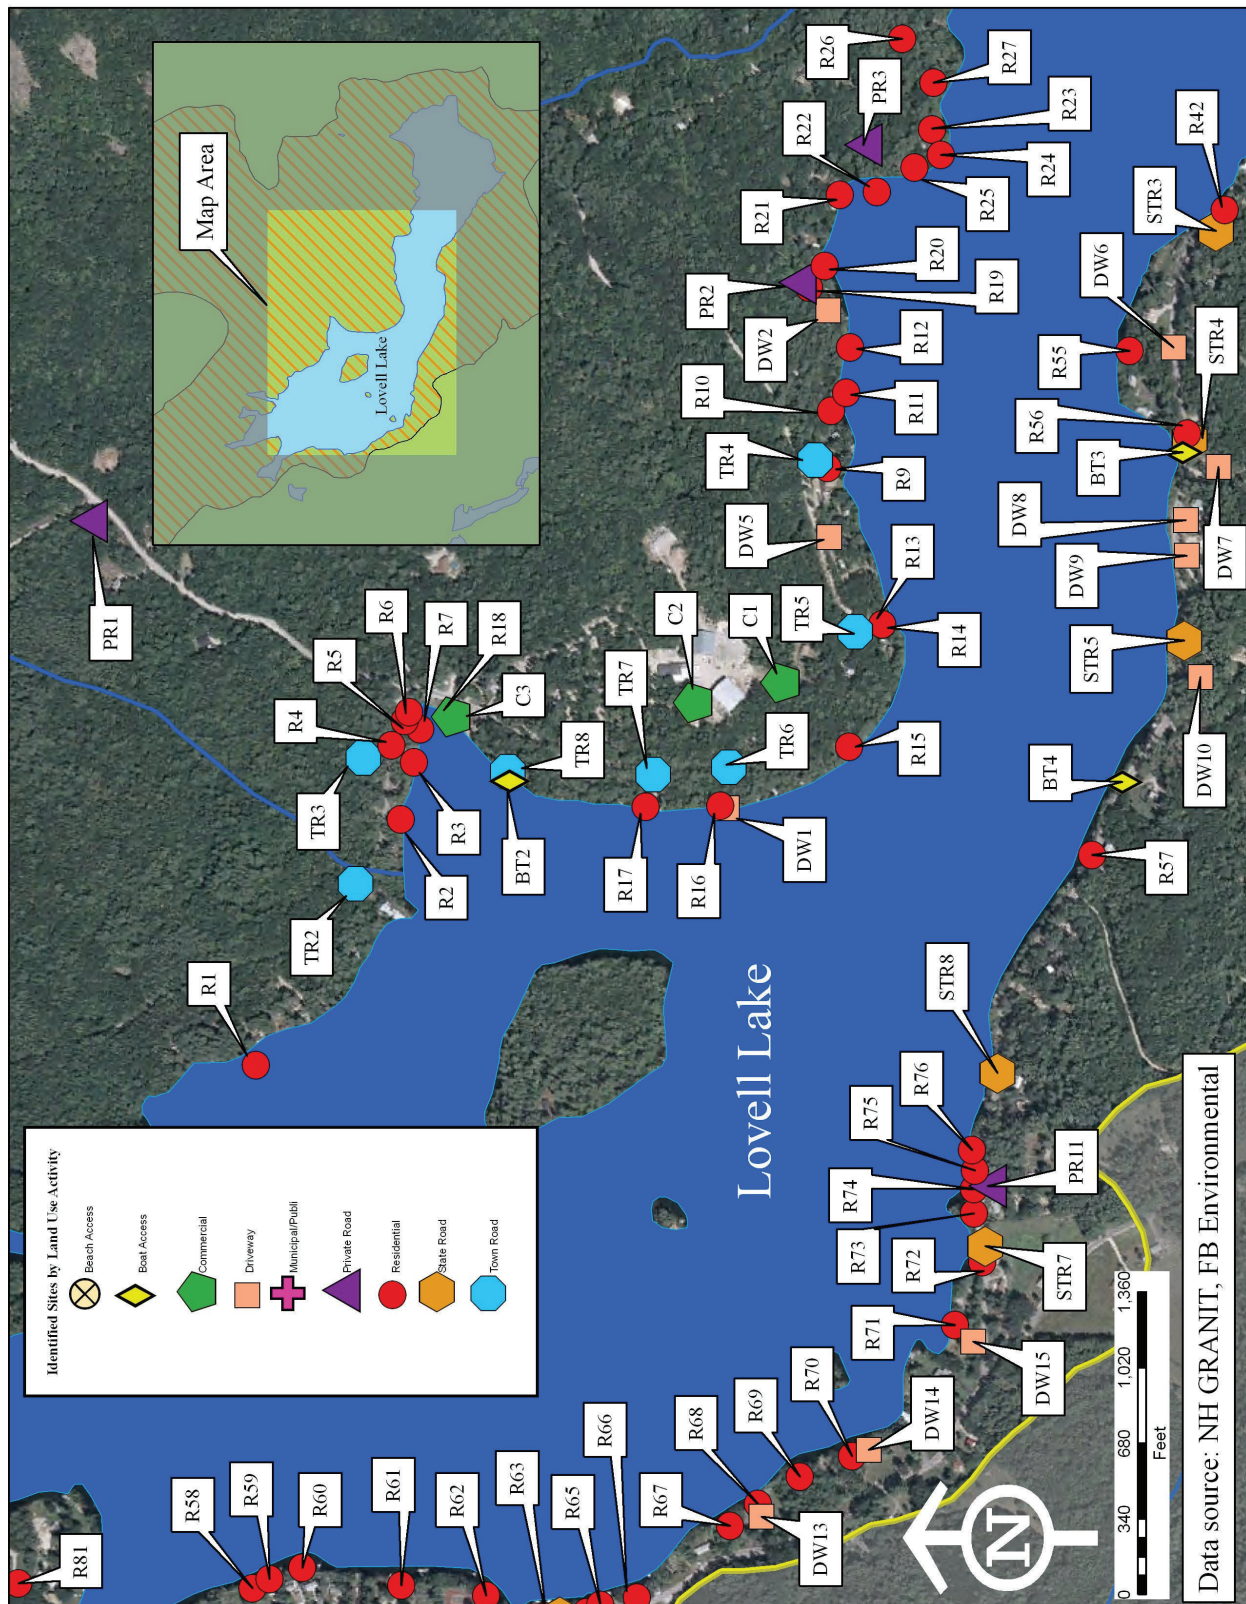 Identified Sites by Land Use Activity
Beach Access
Boat Access
Commercial
Driveway
Municipal/Publi
Private Road
Residential
State Road
Town Road
Map Area
Lovell Lake
Lovell Lake
R81
R58
R59
R60
R61
R62
R63
R65
R66
R67
R68
R69
R70
DW13
DW14
R71
DW15
R72
R73
R74
R75
R76
STR7
PR11
STR8
R1
TR2
TR3
R2
R3
R4
R5
R6
R7
R18
C3
TR8
BT2
TR7
R17
R16
DW1
TR6
C2
C1
R15
TR5
R14
R13
DW5
TR4
R9
R10
R11
R12
DW2
PR2
R19
R20
R21
R22
PR3
R25
R24
R23
R27
R26
PR1
R57
BT4
DW10
STR5
DW9
DW8
DW7
BT3
R56
STR4
R55
DW6
STR3
R42
N
0 340 680 1,020 1,360
Feet
Data source: NH GRANIT, FB Environmental